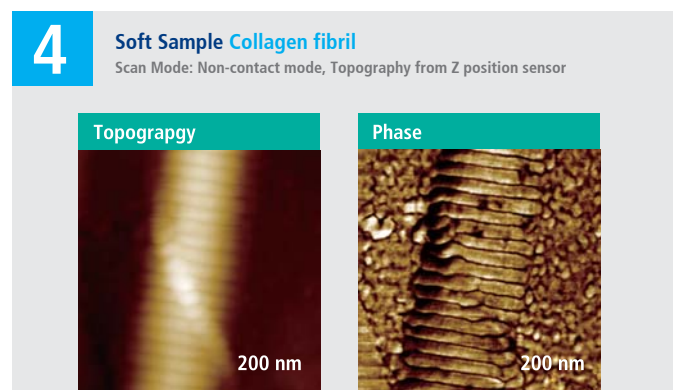 4
Soft Sample Collagen fibril
Scan Mode: Non-contact mode, Topography from Z position sensor
Topograpgy
Phase
200 nm
200 nm